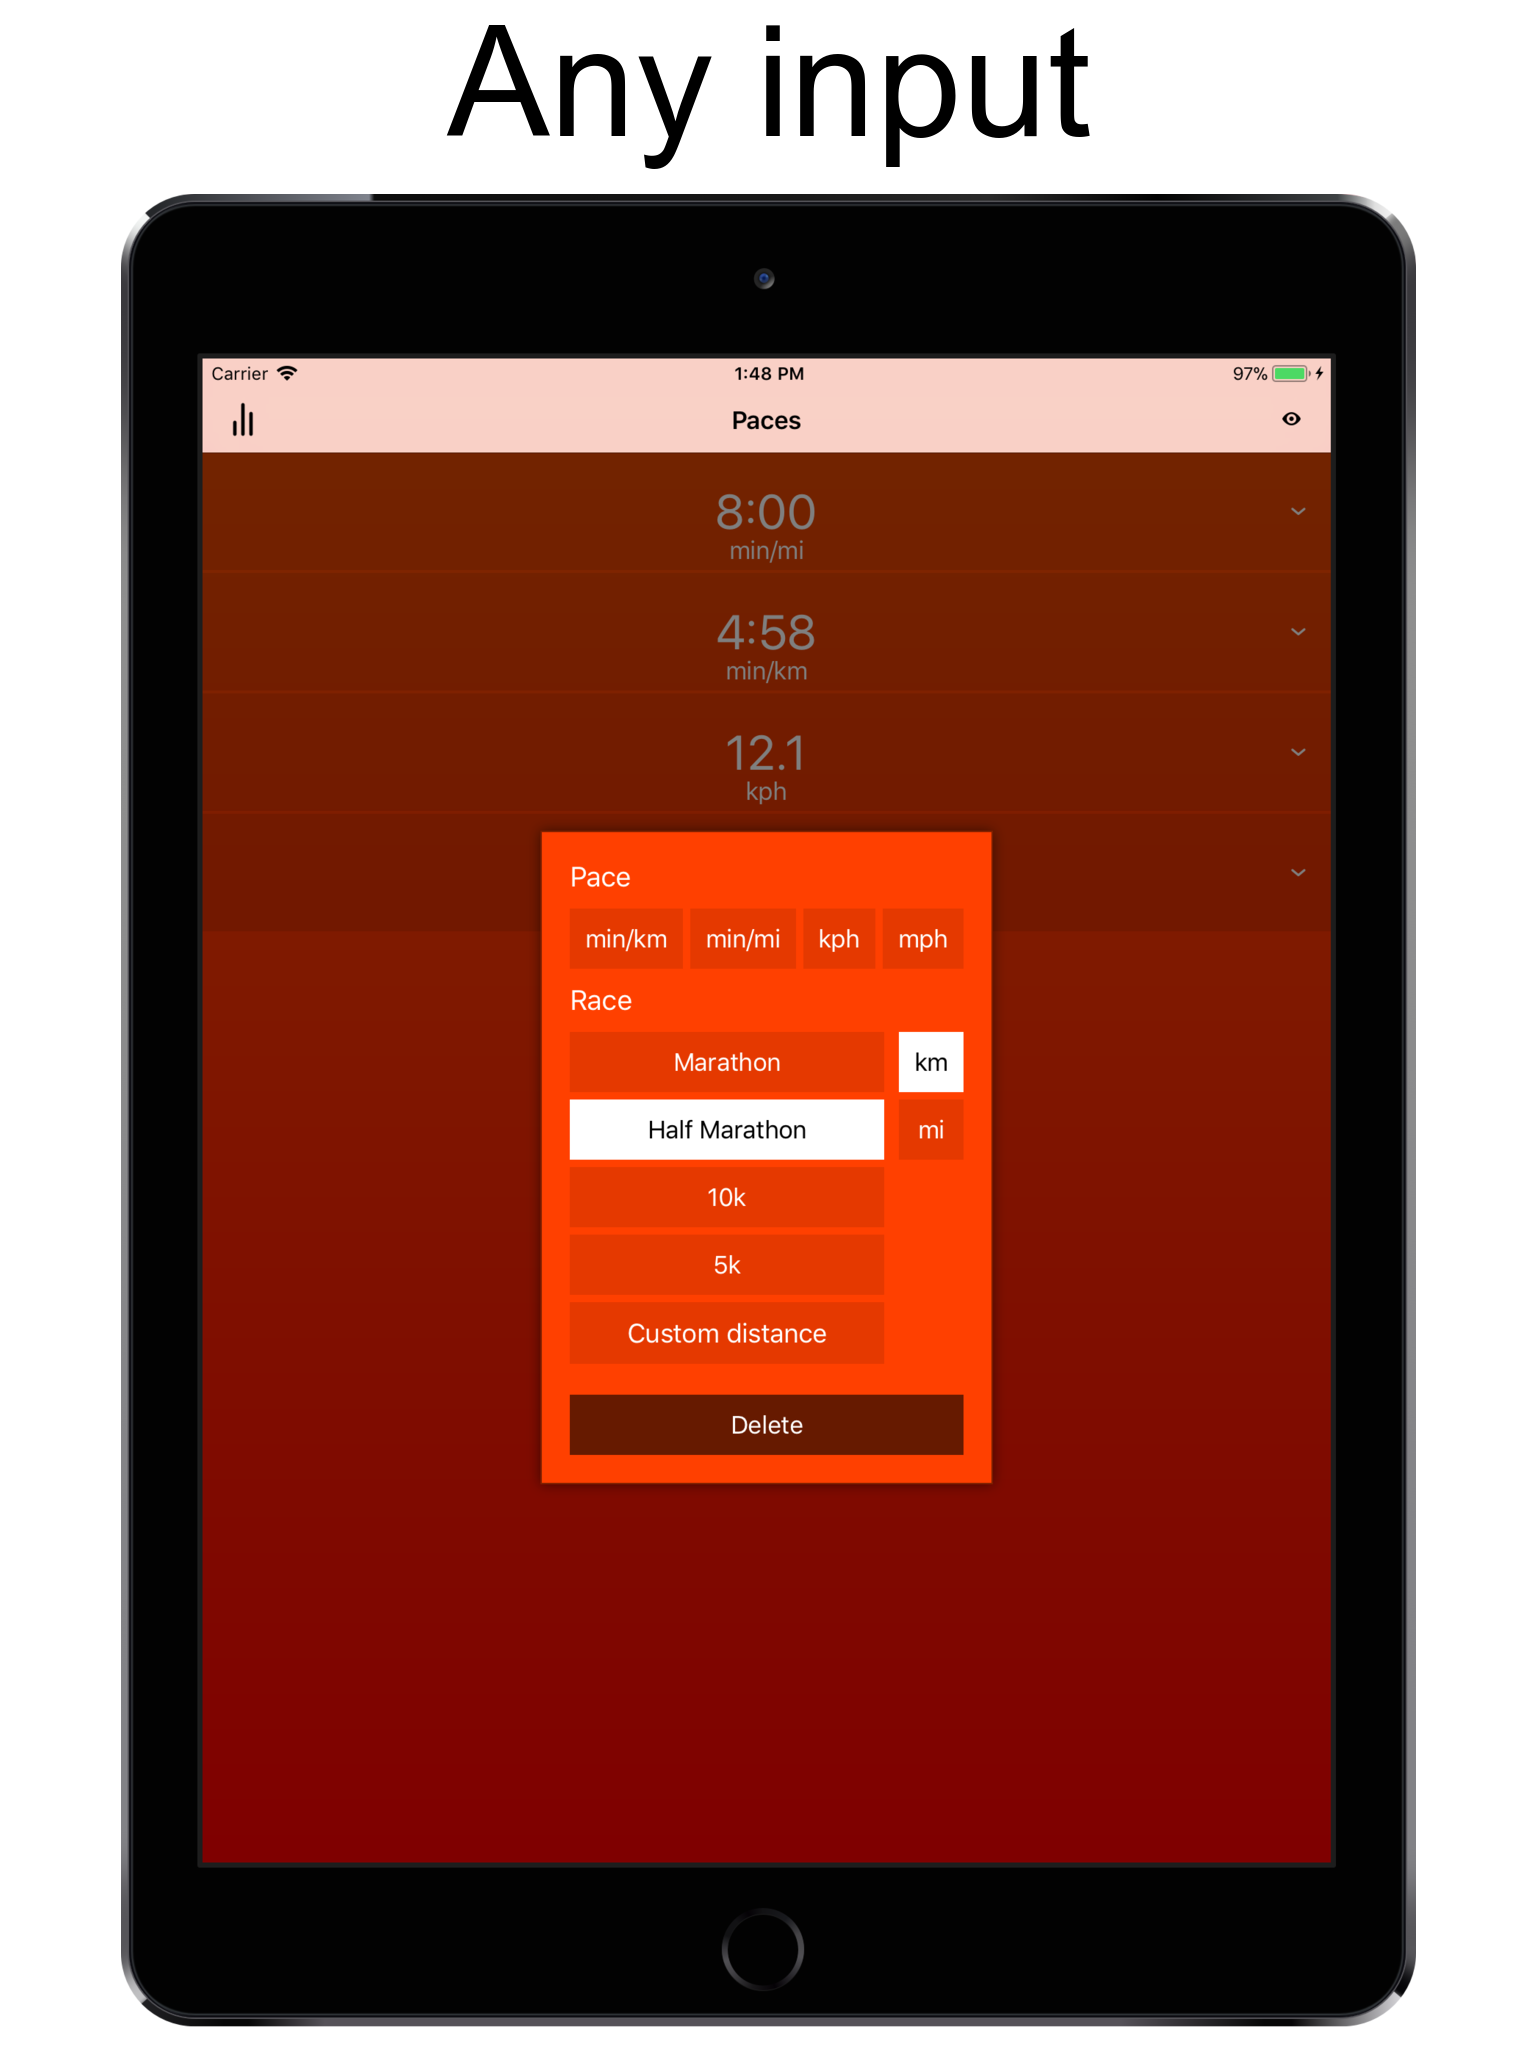 Any input
Carrier 1:48 PM 97%
Paces
8:00
min/mi
4:58
min/km
12.1
kph
Pace
min/km min/mi kph mph
Race
Marathon km
Half Marathon mi
10k
5k
Custom distance
Delete